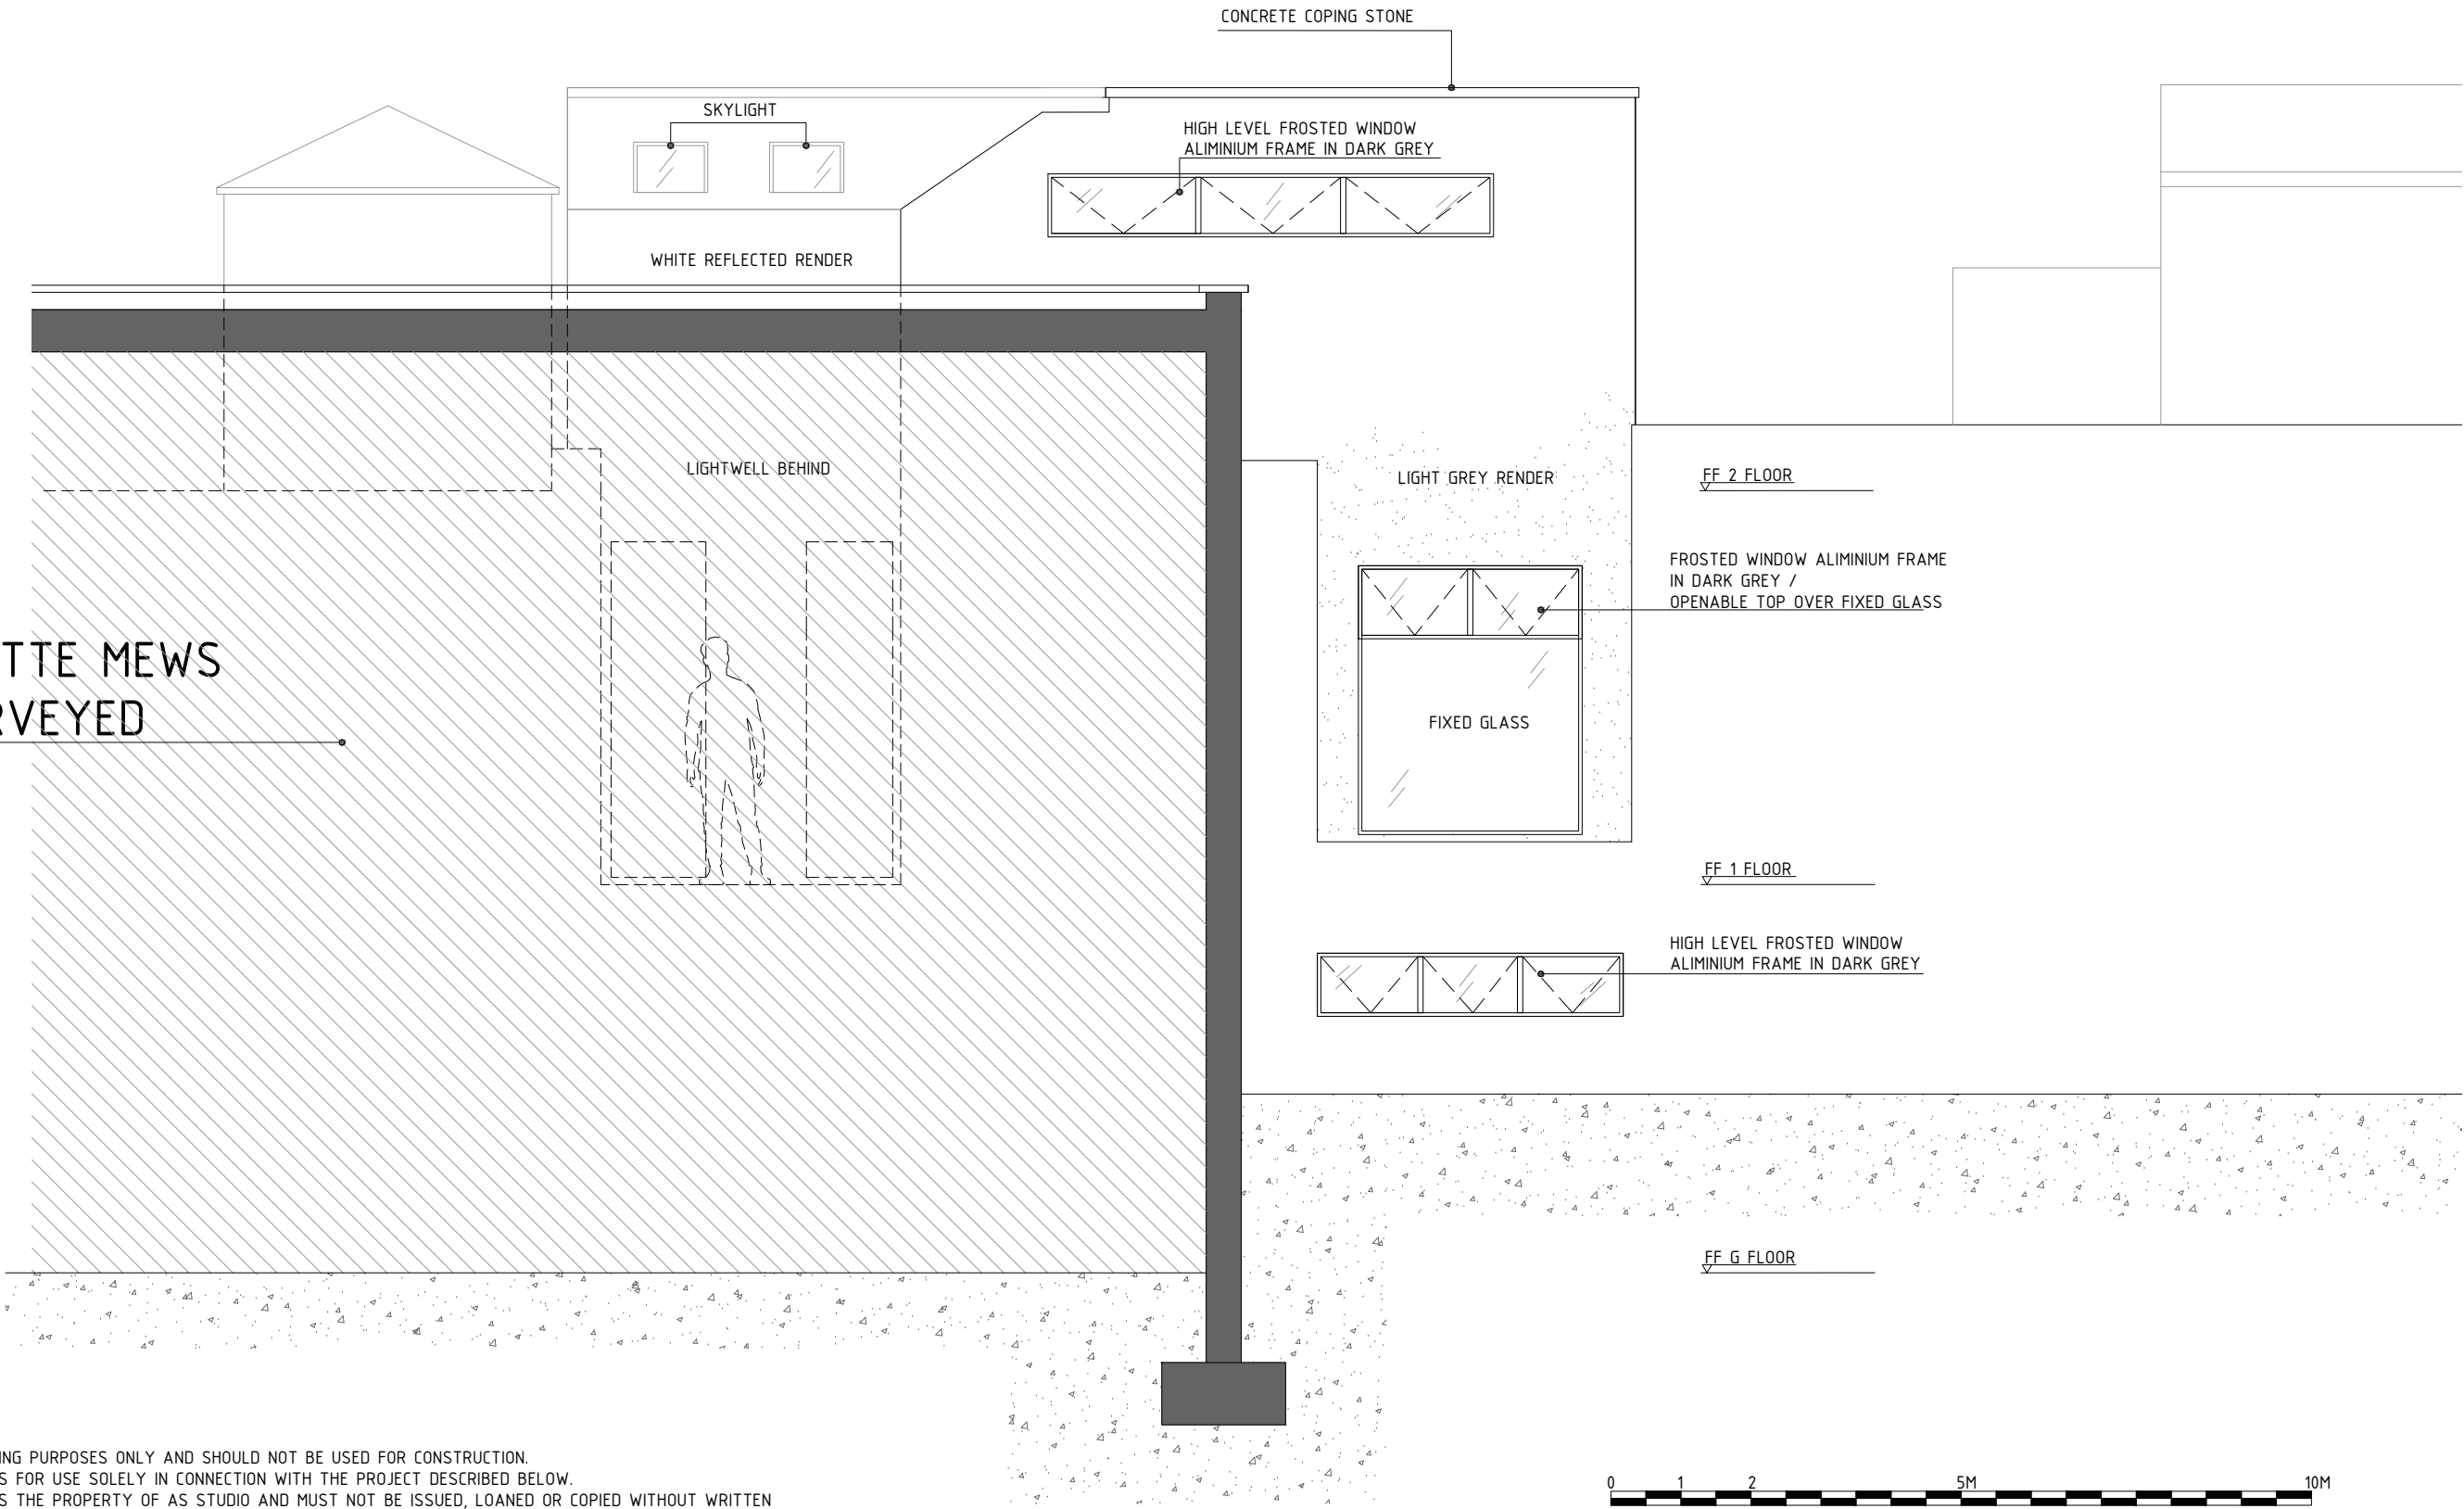 CONCRETE COPING STONE
SKYLIGHT
HIGH LEVEL FROSTED WINDOW
ALIMINIUM FRAME IN DARK GREY
WHITE REFLECTED RENDER
LIGHTWELL BEHIND
LIGHT GREY RENDER
FF 2 FLOOR
FROSTED WINDOW ALIMINIUM FRAME
IN DARK GREY /
OPENABLE TOP OVER FIXED GLASS
MEWS
FIXED GLASS
FF 1 FLOOR
HIGH LEVEL FROSTED WINDOW
ALIMINIUM FRAME IN DARK GREY
FF G FLOOR
PURPOSES ONLY AND SHOULD NOT BE USED FOR CONSTRUCTION.
FOR USE SOLELY IN CONNECTION WITH THE PROJECT DESCRIBED BELOW.
THE PROPERTY OF AS STUDIO AND MUST NOT BE ISSUED, LOANED OR COPIED WITHOUT WRITTEN
0 1 2 5M 10M